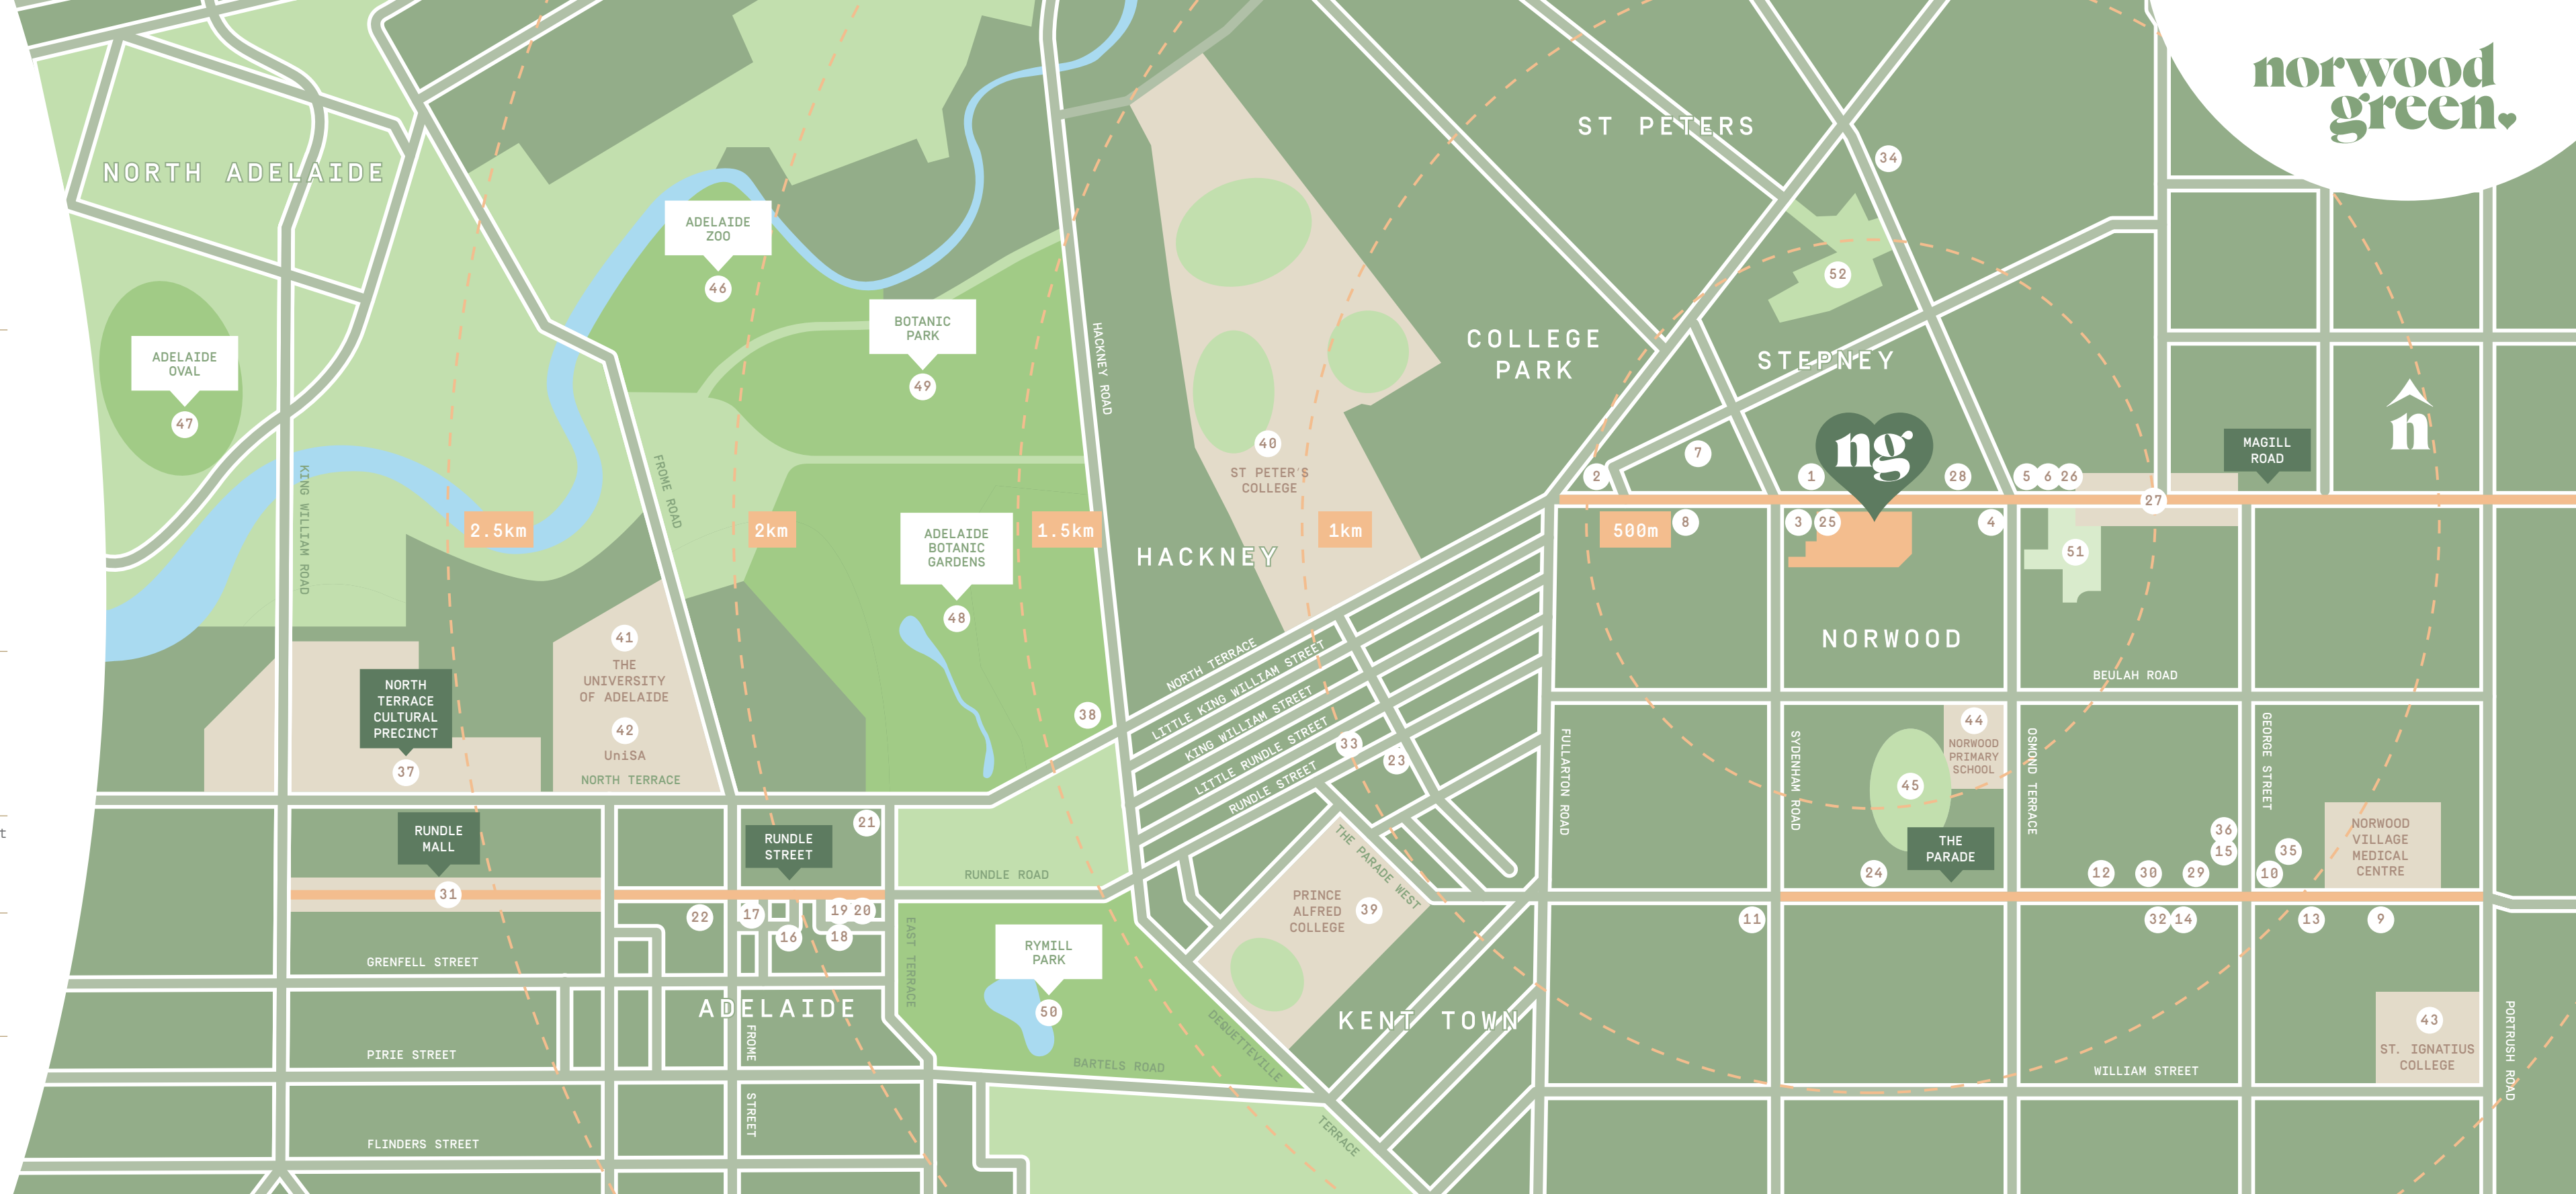 norwood
green.
NORTH ADELAIDE
ST PETERS
34
ADELAIDE
ZOO
46
52
BOTANIC
PARK
49
ADELAIDE
OVAL
47
HACKNEY ROAD
COLLEGE
PARK
STEPNEY
ng
n
MAGILL
ROAD
40
ST PETER'S
COLLEGE
2
7
1
28
5
6
26
27
KING WILLIAM ROAD
FROME ROAD
2.5km
2km
1.5km
1km
500m
8
3
25
4
51
ADELAIDE
BOTANIC
GARDENS
48
HACKNEY
NORWOOD
BEULAH ROAD
41
THE
UNIVERSITY
OF ADELAIDE
42
UniSA
NORTH TERRACE
NORTH
TERRACE
CULTURAL
PRECINCT
37
38
NORTH TERRACE
LITTLE KING WILLIAM STREET
KING WILLIAM STREET
LITTLE RUNDLE STREET
RUNDLE STREET
33
23
FULLARTON ROAD
SYDENHAM ROAD
OSMOND TERRACE
GEORGE STREET
44
NORWOOD
PRIMARY
SCHOOL
45
THE
PARADE
24
36
15
35
12
30
29
10
NORWOOD
VILLAGE
MEDICAL
CENTRE
t
RUNDLE
MALL
31
RUNDLE
STREET
21
RUNDLE ROAD
THE PARADE WEST
PRINCE
ALFRED
COLLEGE
39
22
17
19
20
16
18
11
32
14
13
9
EAST TERRACE
RYMILL
PARK
50
GRENFELL STREET
ADELAIDE
KENT TOWN
DEQUETTEVILLE
TERRACE
43
ST. IGNATIUS
COLLEGE
PORTRUSH ROAD
FROME
STREET
PIRIE STREET
BARTELS ROAD
WILLIAM STREET
FLINDERS STREET